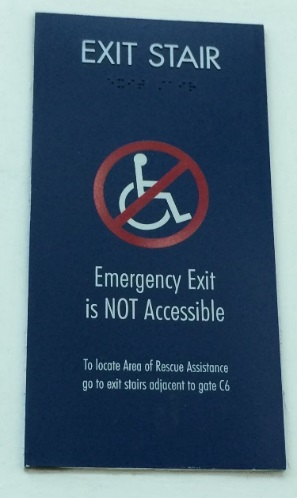 EXIT STAIR
Emergency Exit
is NOT Accessible
To locate Area of Rescue Assistance
go to exit stairs adjacent to gate C6